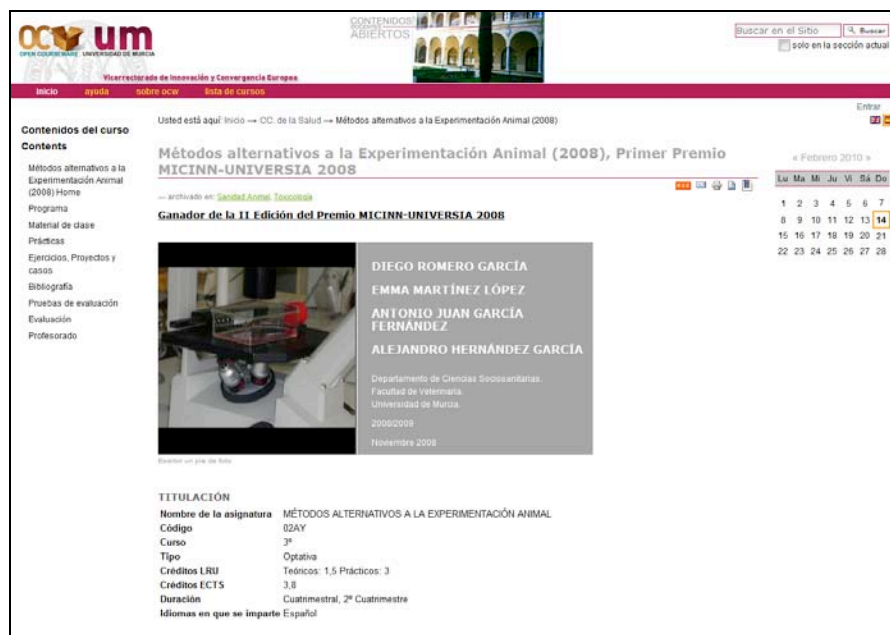 OCW um
OPEN COURSEWARE . UNIVERSIDAD DE MURCIA
Vicerrectorado de Innovación y Convergencia Europea
CONTENIDOS
DOCENTES
ABIERTOS
Buscar en el Sitio
Buscar
solo en la sección actual
inicio ayuda sobre ocw lista de cursos
Entrar
Usted está aquí: Inicio → CC. de la Salud → Métodos alternativos a la Experimentación Animal (2008)
Contenidos del curso
Contents
Métodos alternativos a la
Experimentación Animal
(2008) Home
Programa
Material de clase
Prácticas
Ejercicios, Proyectos y
casos
Bibliografía
Pruebas de evaluación
Evaluación
Profesorado
Métodos alternativos a la Experimentación Animal (2008), Primer Premio
MICINN-UNIVERSIA 2008
— archivado en: Sanidad Animal, Toxicología
Ganador de la II Edición del Premio MICINN-UNIVERSIA 2008
DIEGO ROMERO GARCÍA
EMMA MARTÍNEZ LÓPEZ
ANTONIO JUAN GARCÍA
FERNÁNDEZ
ALEJANDRO HERNÁNDEZ GARCÍA
Departamento de Ciencias Sociosanitarias.
Facultad de Veterinaria.
Universidad de Murcia.
2008/2009
Noviembre 2008
Escribir un pie de foto.
TITULACIÓN
Nombre de la asignatura MÉTODOS ALTERNATIVOS A LA EXPERIMENTACIÓN ANIMAL
Código 02AY
Curso 3º
Tipo Optativa
Créditos LRU Teóricos: 1,5 Prácticos: 3
Créditos ECTS 3,8
Duración Cuatrimestral, 2º Cuatrimestre
Idiomas en que se imparte Español
« Febrero 2010 »
Lu Ma Mi Ju Vi Sá Do
1 2 3 4 5 6 7
8 9 10 11 12 13 14
15 16 17 18 19 20 21
22 23 24 25 26 27 28